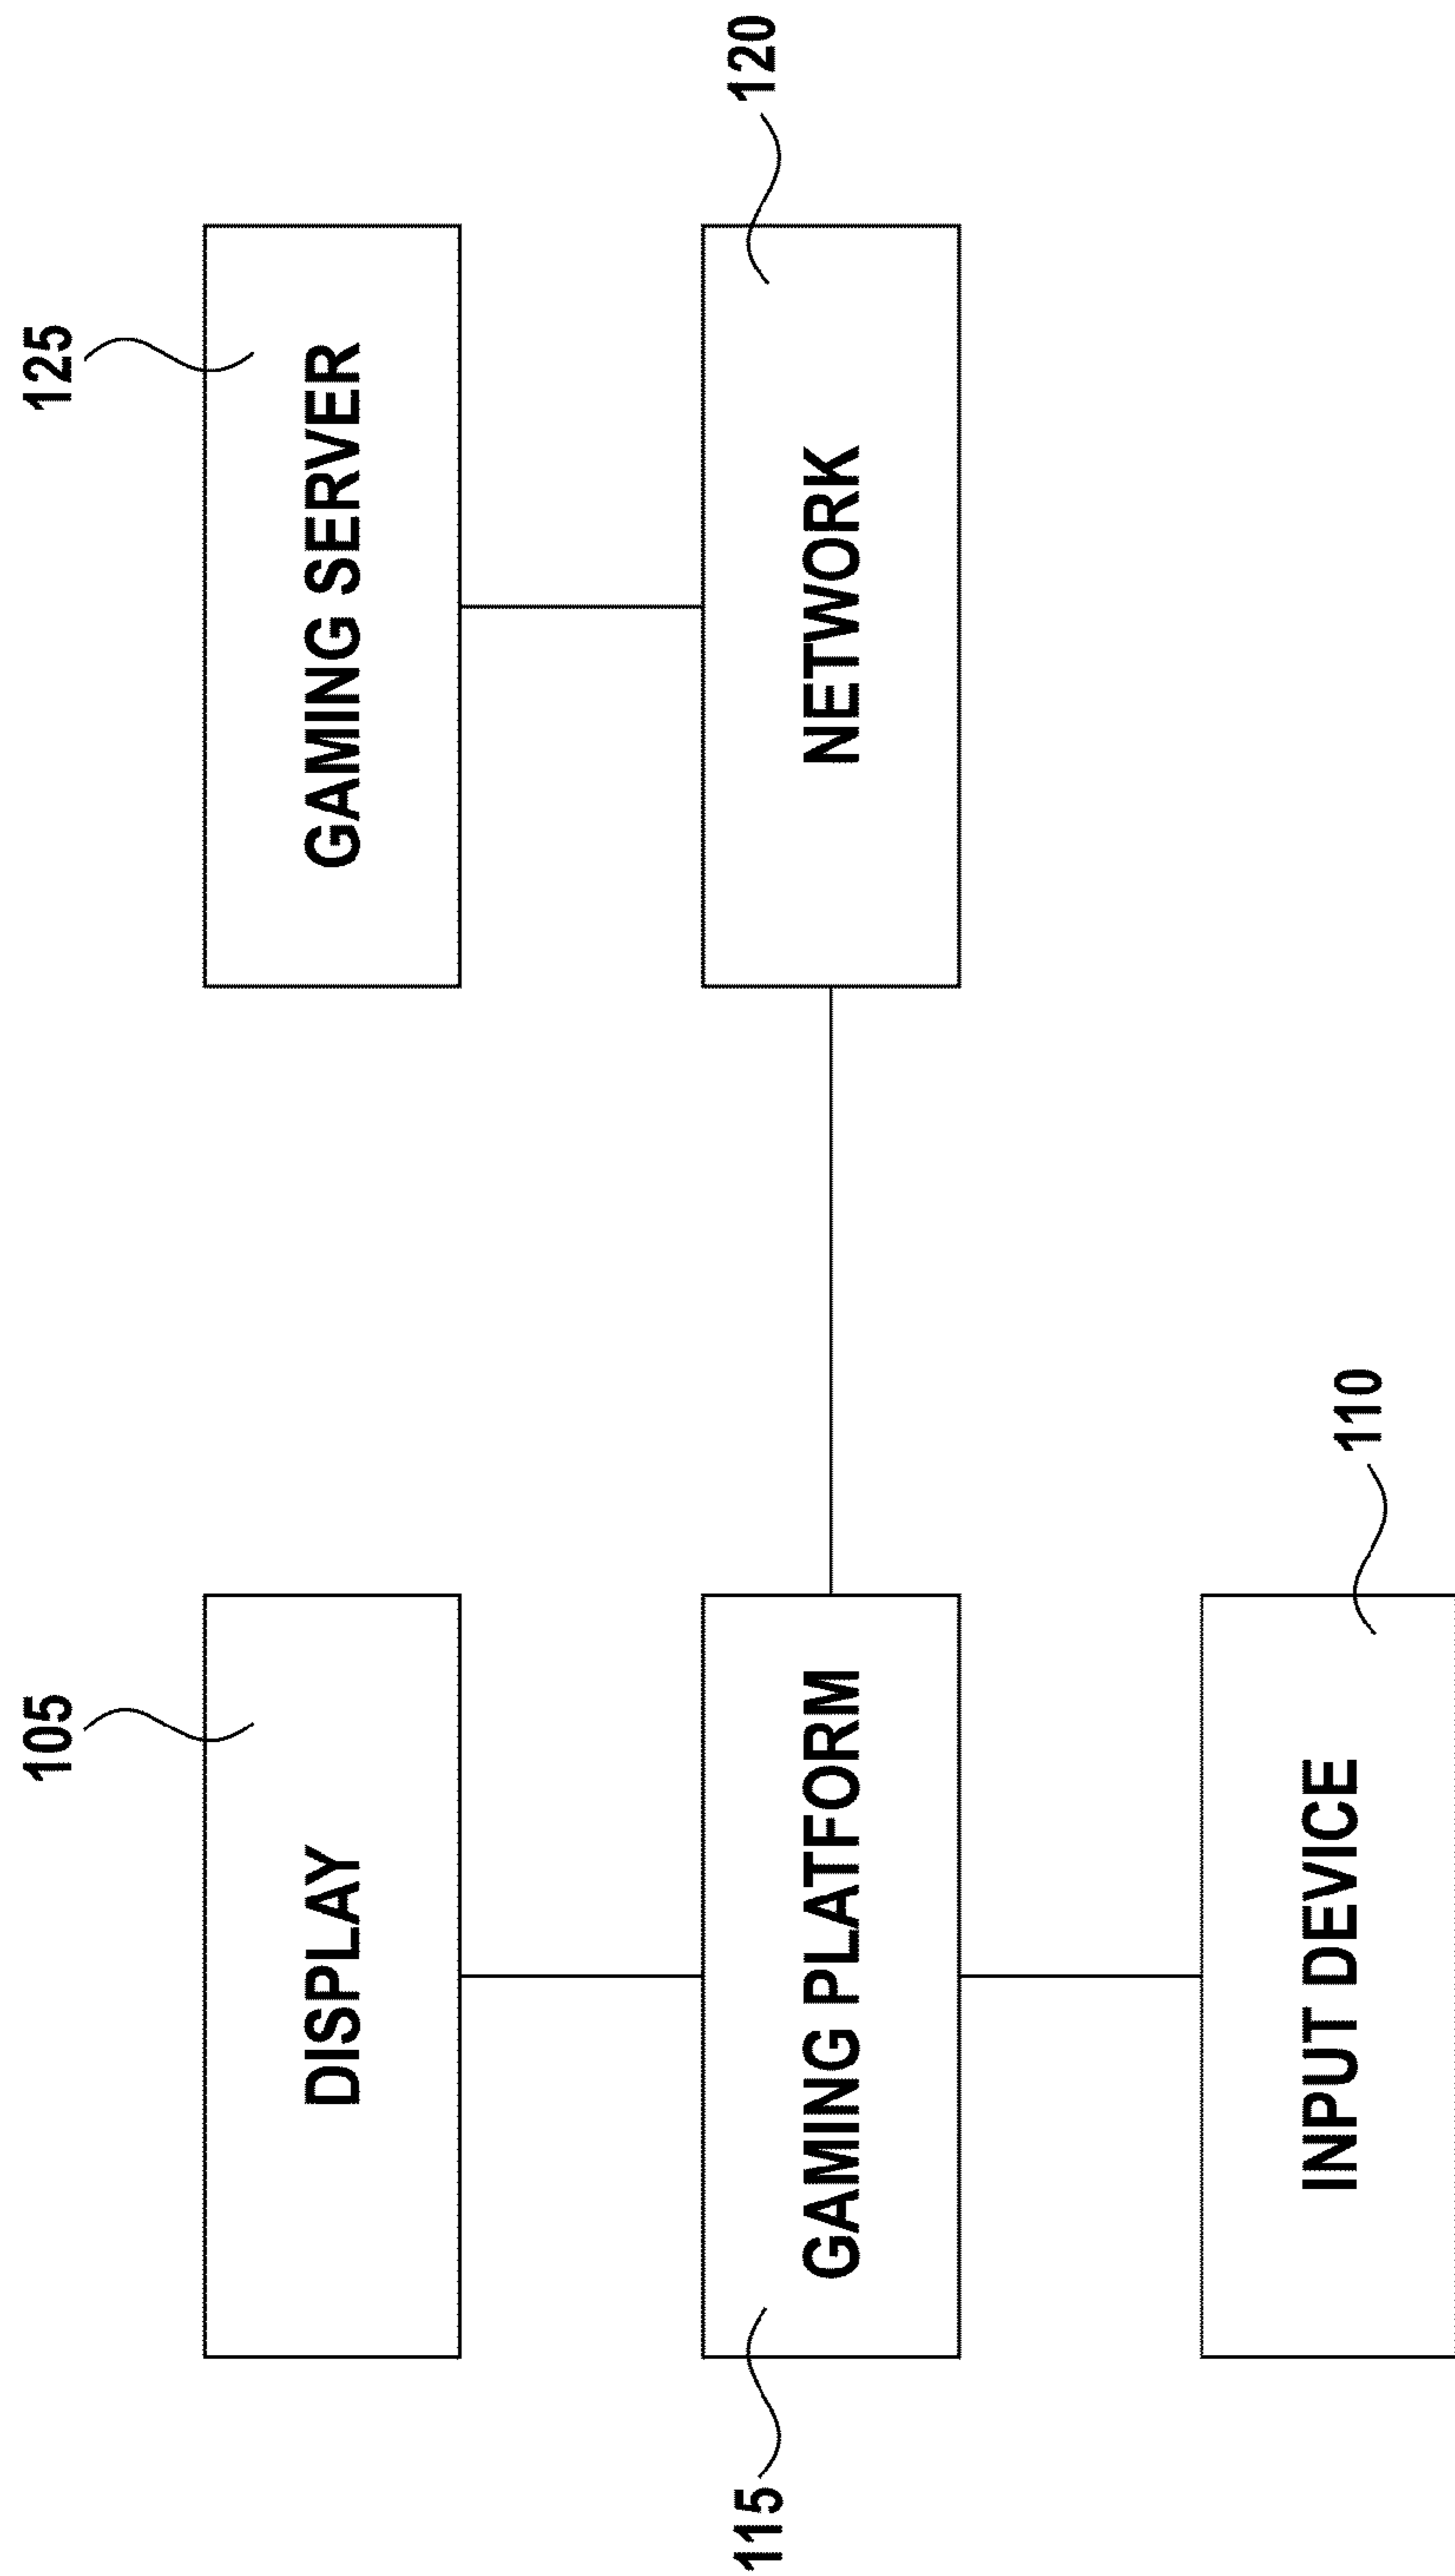 105
DISPLAY
125
GAMING SERVER
115
GAMING PLATFORM
120
NETWORK
110
INPUT DEVICE